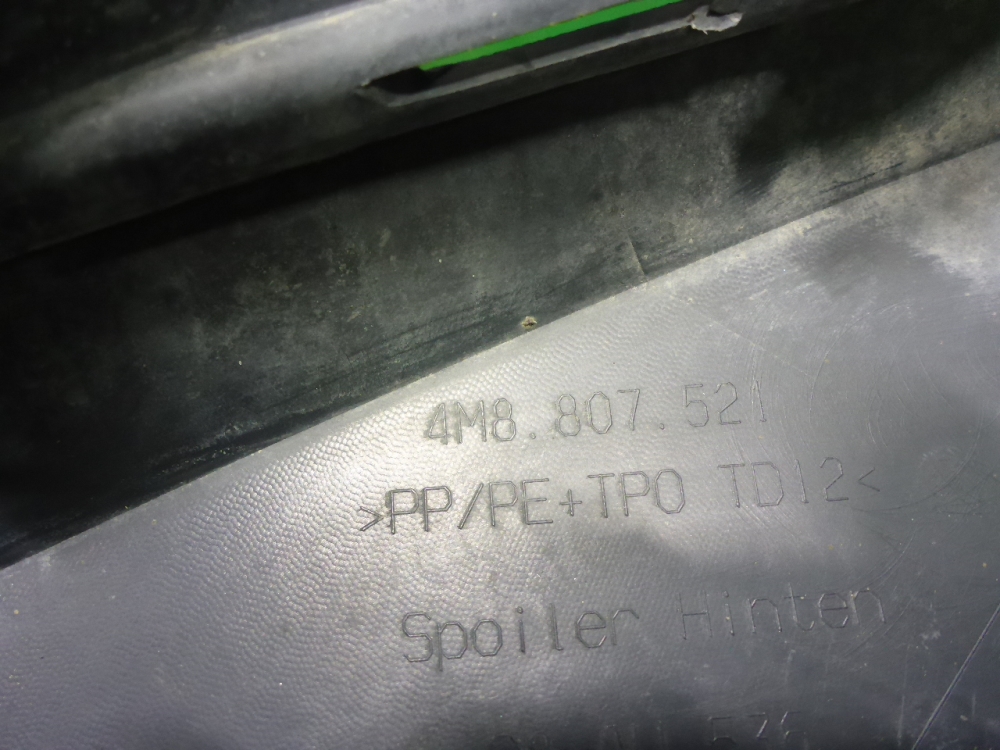 4M8.807.521
>PP/PE+TPO TD12<
Spoiler Hinten